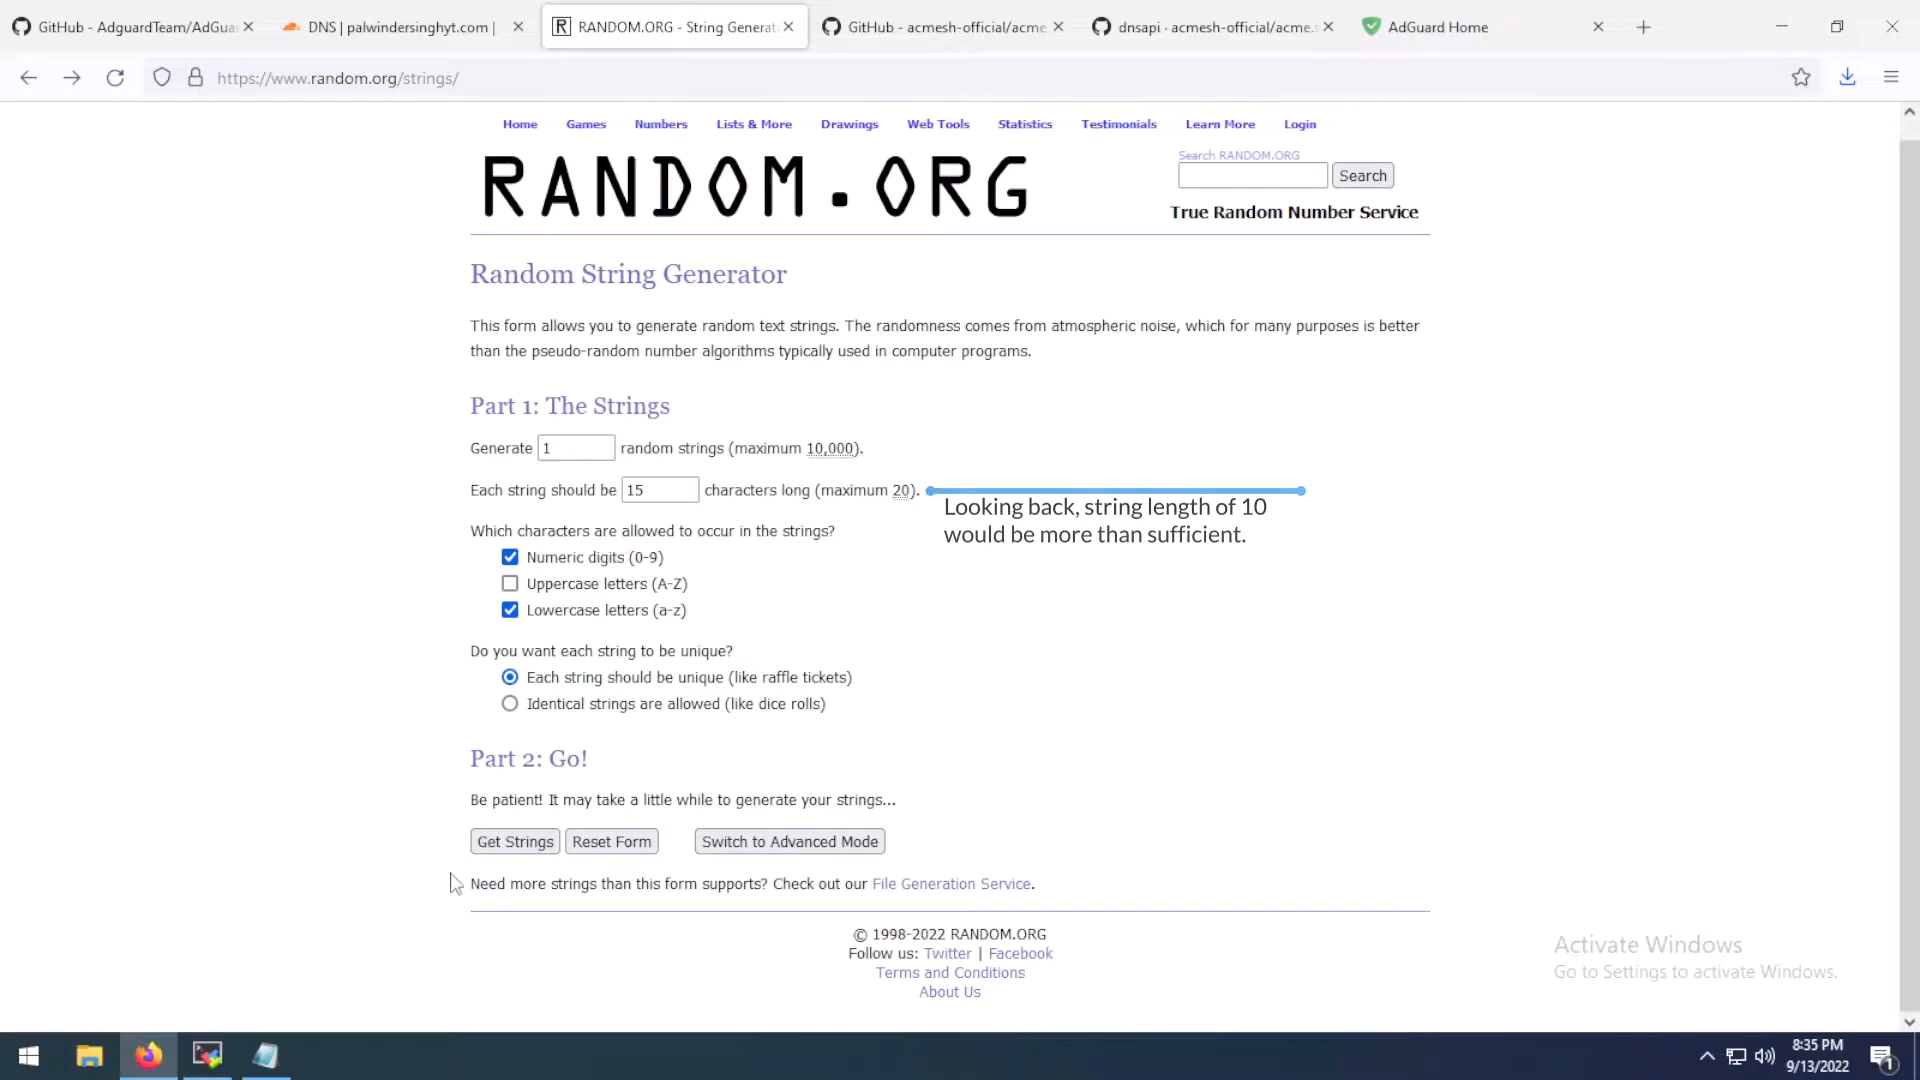 GitHub - AdguardTeam/AdGua
DNS | palwindersinghyt.com |
RANDOM.ORG - String Generat
GitHub - acmesh-official/acme
dnsapi · acmesh-official/acme.s
AdGuard Home
https://www.random.org/strings/
Home Games Numbers Lists & More Drawings Web Tools Statistics Testimonials Learn More Login
RANDOM.ORG
Search RANDOM.ORG
Search
True Random Number Service
Random String Generator
This form allows you to generate random text strings. The randomness comes from atmospheric noise, which for many purposes is better
than the pseudo-random number algorithms typically used in computer programs.
Part 1: The Strings
Generate 1 random strings (maximum 10,000).
Each string should be 15 characters long (maximum 20).
Looking back, string length of 10
would be more than sufficient.
Which characters are allowed to occur in the strings?
Numeric digits (0-9)
Uppercase letters (A-Z)
Lowercase letters (a-z)
Do you want each string to be unique?
Each string should be unique (like raffle tickets)
Identical strings are allowed (like dice rolls)
Part 2: Go!
Be patient! It may take a little while to generate your strings...
Get Strings Reset Form Switch to Advanced Mode
Need more strings than this form supports? Check out our File Generation Service.
© 1998-2022 RANDOM.ORG
Follow us: Twitter | Facebook
Terms and Conditions
About Us
Activate Windows
Go to Settings to activate Windows.
8:35 PM
9/13/2022
1